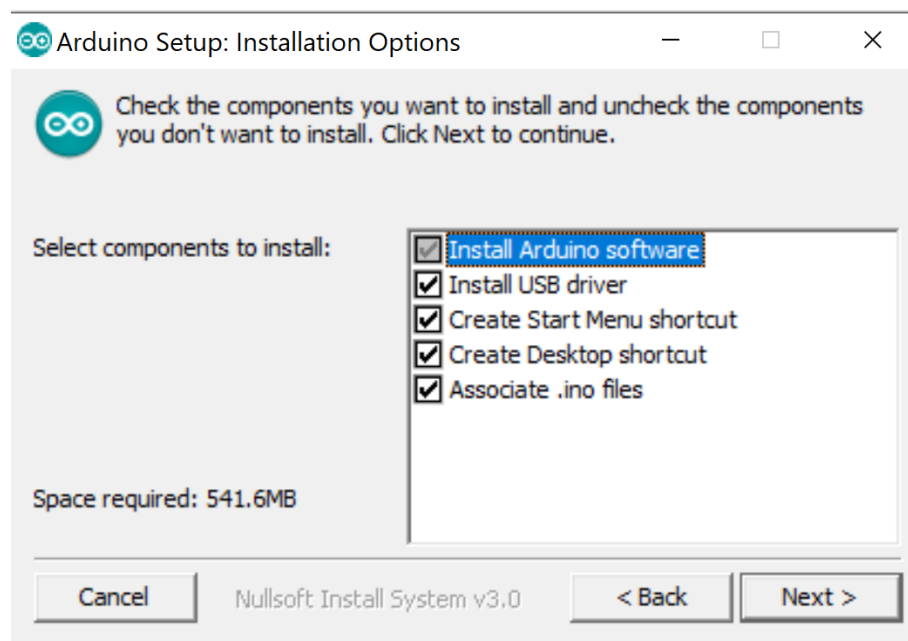 Arduino Setup: Installation Options
Check the components you want to install and uncheck the components
you don't want to install. Click Next to continue.
Select components to install:
Install Arduino software
Install USB driver
Create Start Menu shortcut
Create Desktop shortcut
Associate .ino files
Space required: 541.6MB
Cancel
Nullsoft Install System v3.0
< Back
Next >